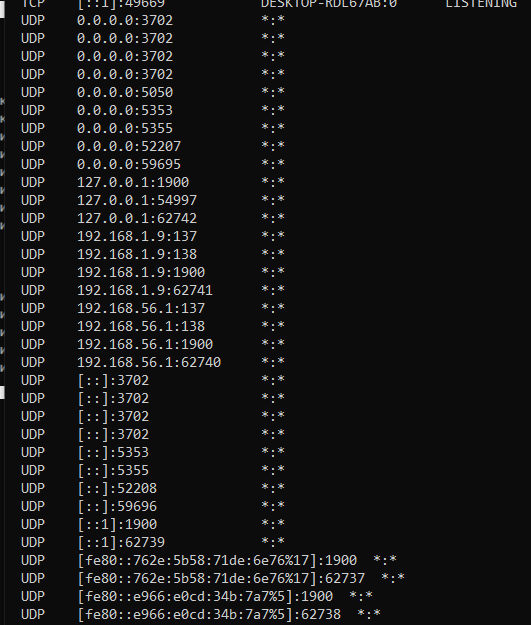 TCP [::1]:49669 DESKTOP-RDL67AB:0 LISTENING
UDP 0.0.0.0:3702 *:*
UDP 0.0.0.0:3702 *:*
UDP 0.0.0.0:3702 *:*
UDP 0.0.0.0:3702 *:*
UDP 0.0.0.0:5050 *:*
UDP 0.0.0.0:5353 *:*
UDP 0.0.0.0:5355 *:*
UDP 0.0.0.0:52207 *:*
UDP 0.0.0.0:59695 *:*
UDP 127.0.0.1:1900 *:*
UDP 127.0.0.1:54997 *:*
UDP 127.0.0.1:62742 *:*
UDP 192.168.1.9:137 *:*
UDP 192.168.1.9:138 *:*
UDP 192.168.1.9:1900 *:*
UDP 192.168.1.9:62741 *:*
UDP 192.168.56.1:137 *:*
UDP 192.168.56.1:138 *:*
UDP 192.168.56.1:1900 *:*
UDP 192.168.56.1:62740 *:*
UDP [::]:3702 *:*
UDP [::]:3702 *:*
UDP [::]:3702 *:*
UDP [::]:3702 *:*
UDP [::]:5353 *:*
UDP [::]:5355 *:*
UDP [::]:52208 *:*
UDP [::]:59696 *:*
UDP [::1]:1900 *:*
UDP [::1]:62739 *:*
UDP [fe80::762e:5b58:71de:6e76%17]:1900 *:*
UDP [fe80::762e:5b58:71de:6e76%17]:62737 *:*
UDP [fe80::e966:e0cd:34b:7a7%5]:1900 *:*
UDP [fe80::e966:e0cd:34b:7a7%5]:62738 *:*